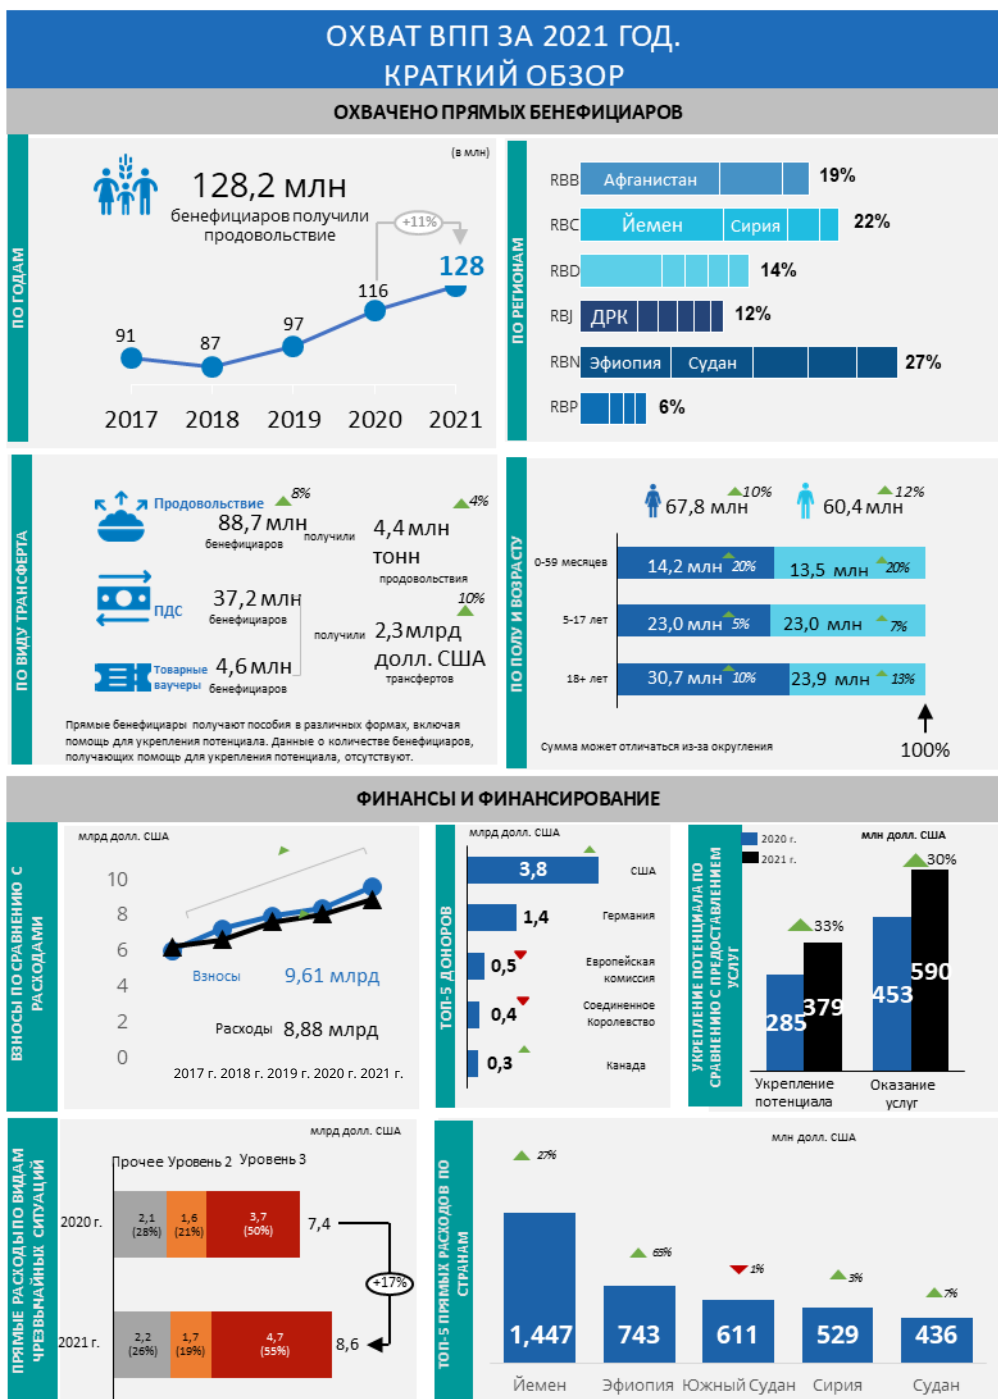 ОХВАТ ВПП ЗА 2021 ГОД.
КРАТКИЙ ОБЗОР
ОХВАЧЕНО ПРЯМЫХ БЕНЕФИЦИАРОВ
ПО ГОДАМ
(в млн)
128,2 млн
бенефициаров получили
продовольствие
+11%
128
116
97
91
87
2017 2018 2019 2020 2021
ПО РЕГИОНАМ
RBB Афганистан 19%
RBC Йемен Сирия 22%
RBD 14%
RBJ ДРК 12%
RBN Эфиопия Судан 27%
RBP 6%
ПО ВИДУ ТРАНСФЕРТА
Продовольствие 8%
88,7 млн
бенефициаров
получили
4%
4,4 млн
тонн
продовольствия
ПДС
37,2 млн
бенефициаров
Товарные
ваучеры
4,6 млн
бенефициаров
получили
10%
2,3 млрд
долл. США
трансфертов
Прямые бенефициары получают пособия в различных формах, включая
помощь для укрепления потенциала. Данные о количестве бенефициаров,
получающих помощь для укрепления потенциала, отсутствуют.
ПО ПОЛУ И ВОЗРАСТУ
67,8 млн 10% 60,4 млн 12%
0-59 месяцев 14,2 млн 20% 13,5 млн 20%
5-17 лет 23,0 млн 5% 23,0 млн 7%
18+ лет 30,7 млн 10% 23,9 млн 13%
Сумма может отличаться из-за округления
100%
ФИНАНСЫ И ФИНАНСИРОВАНИЕ
ВЗНОСЫ ПО СРАВНЕНИЮ С
РАСХОДАМИ
млрд долл. США
10
8
6
4
2
0
Взносы 9,61 млрд
Расходы 8,88 млрд
2017 г. 2018 г. 2019 г. 2020 г. 2021 г.
ТОП-5 ДОНОРОВ
млрд долл. США
3,8 США
1,4 Германия
0,5 Европейская
комиссия
0,4 Соединенное
Королевство
0,3 Канада
УКРЕПЛЕНИЕ ПОТЕНЦИАЛА ПО
СРАВНЕНИЮ С ПРЕДОСТАВЛЕНИЕМ
УСЛУГ
2020 г.
2021 г.
млн долл. США
33%
30%
285
379
453
590
Укрепление
потенциала
Оказание
услуг
ПРЯМЫЕ РАСХОДЫ ПО ВИДАМ
ЧРЕЗВЫЧАЙНЫХ СИТУАЦИЙ
млрд долл. США
Прочее Уровень 2 Уровень 3
2020 г.
2,1
(28%)
1,6
(21%)
3,7
(50%)
7,4
+17%
2021 г.
2,2
(26%)
1,7
(19%)
4,7
(55%)
8,6
ТОП-5 ПРЯМЫХ РАСХОДОВ ПО
СТРАНАМ
млн долл. США
27%
65%
1%
3%
7%
1,447 743 611 529 436
Йемен Эфиопия Южный Судан Сирия Судан